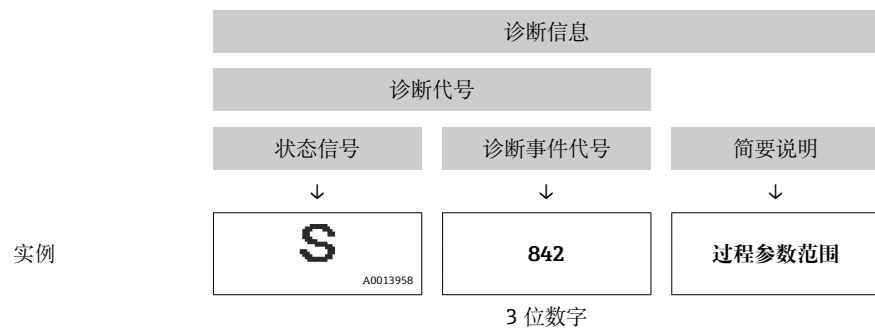 诊断信息
诊断代号
状态信号 诊断事件代号 简要说明
↓ ↓ ↓
实例 S 842 过程参数范围
A0013958
3 位数字